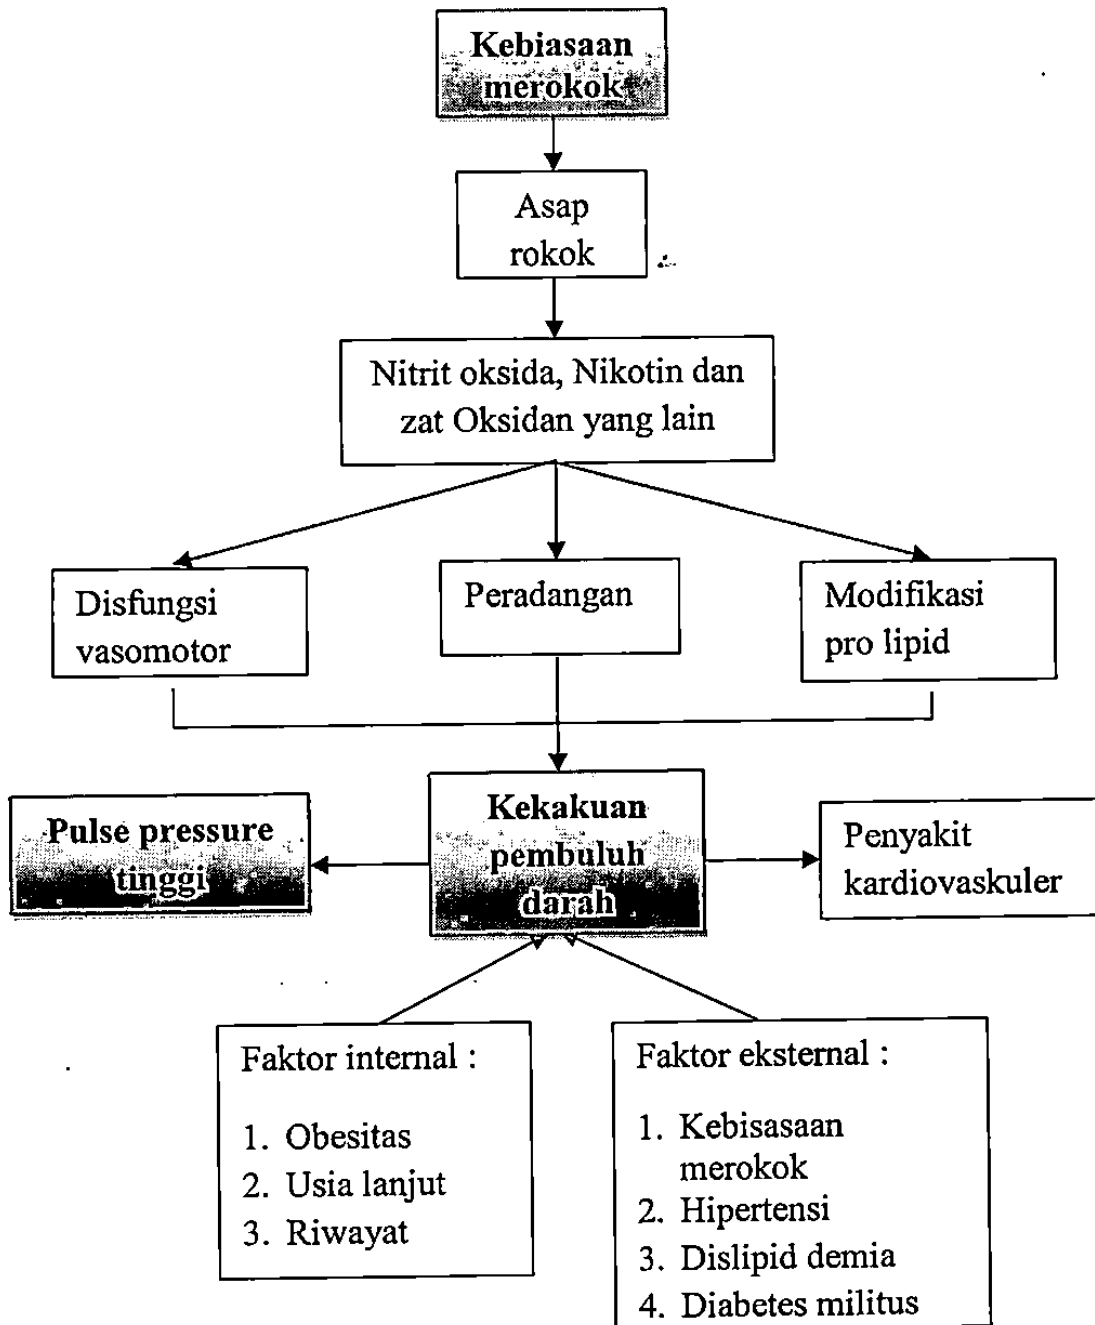 Kebiasaan
merokok
Asap
rokok
Nitrit oksida, Nikotin dan
zat Oksidan yang lain
Disfungsi
vasomotor
Peradangan
Modifikasi
pro lipid
Pulse pressure
tinggi
Kekakuan
pembuluh
darah
Penyakit
kardiovaskuler
Faktor internal :
1. Obesitas
2. Usia lanjut
3. Riwayat
Faktor eksternal :
1. Kebisasaan
merokok
2. Hipertensi
3. Dislipid demia
4. Diabetes militus